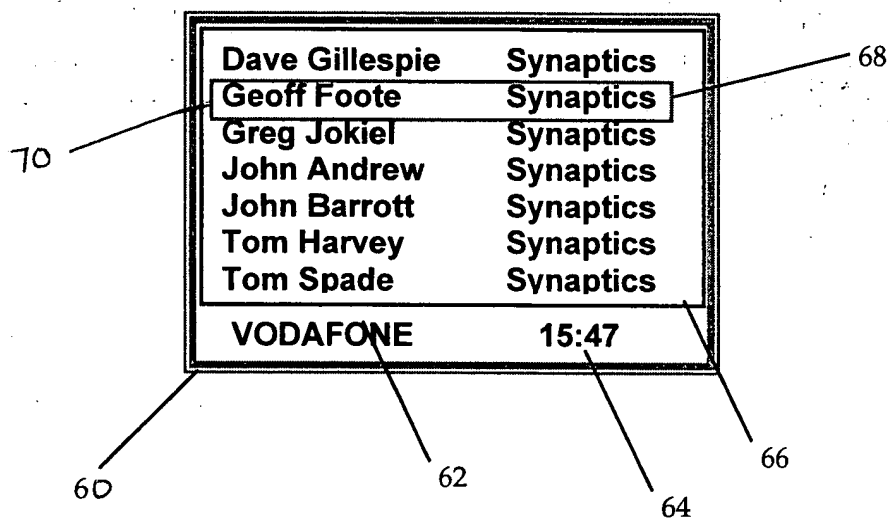 Dave Gillespie Synaptics 68
Geoff Foote Synaptics
70 Greg Jokiel Synaptics
John Andrew Synaptics
John Barrott Synaptics
Tom Harvey Synaptics
Tom Spade Synaptics
VODAFONE 15:47
60 62 64 66